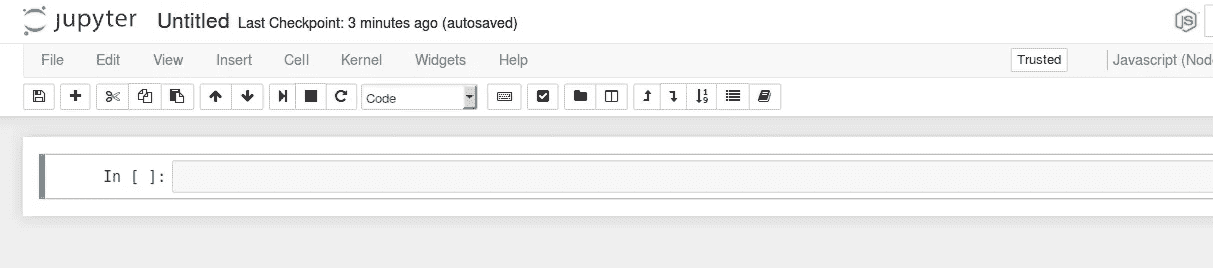 jupyter Untitled Last Checkpoint: 3 minutes ago (autosaved) JS
File Edit View Insert Cell Kernel Widgets Help Trusted Javascript (Nod
Code
In [ ]: